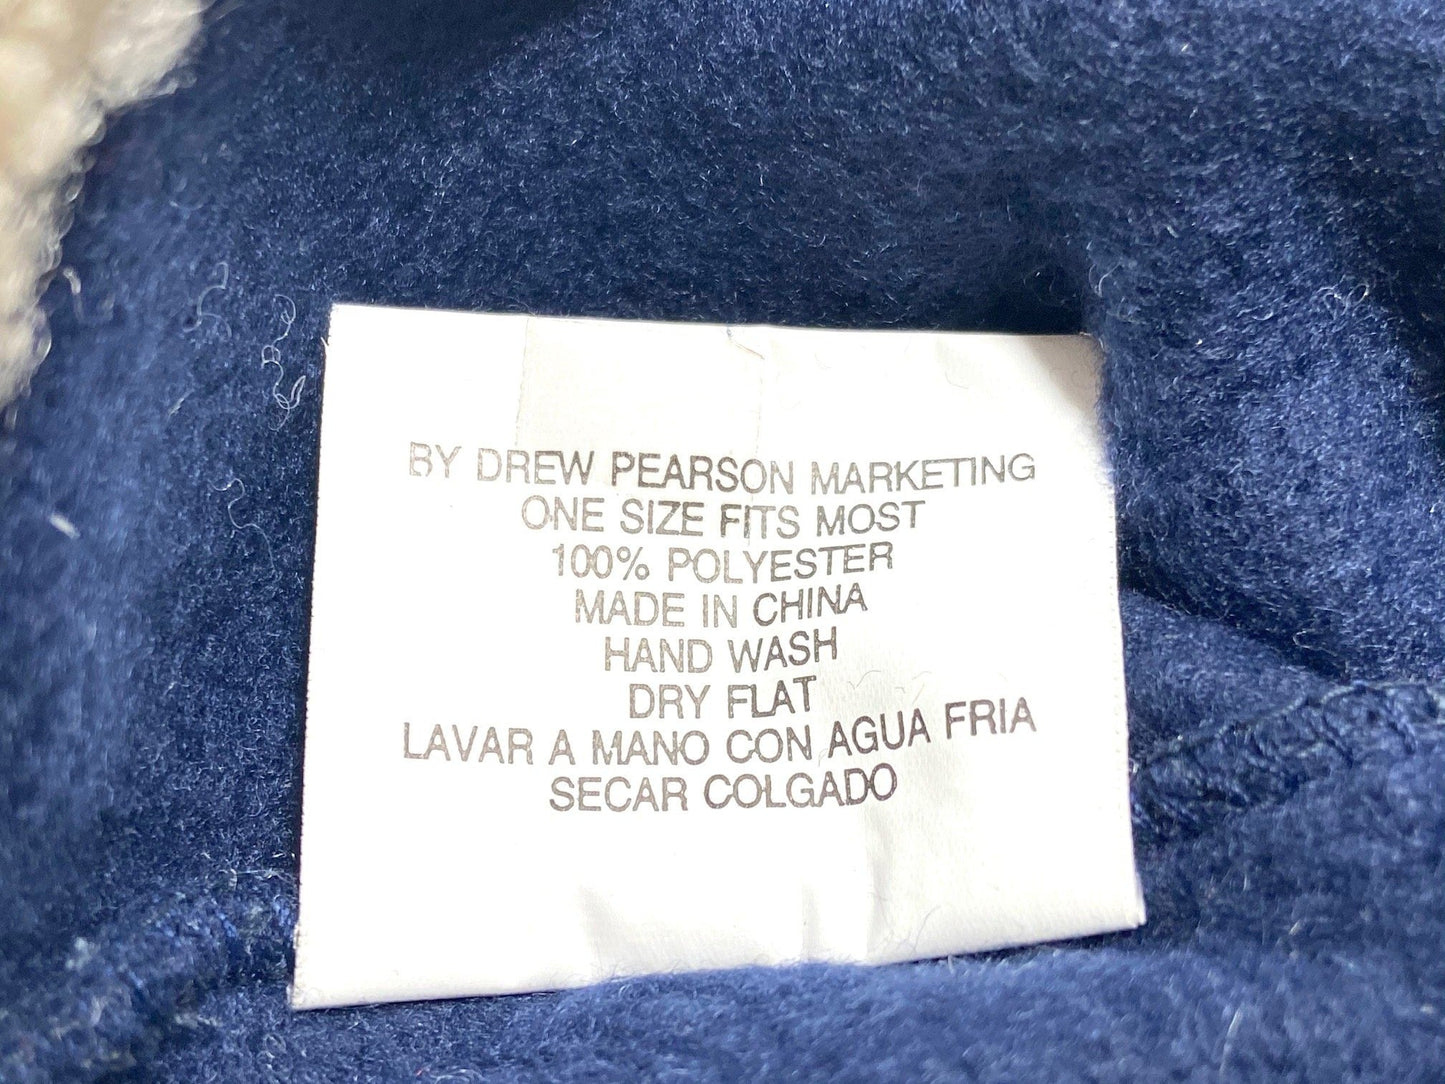 BY DREW PEARSON MARKETING
ONE SIZE FITS MOST
100% POLYESTER
MADE IN CHINA
HAND WASH
DRY FLAT
LAVAR A MANO CON AGUA FRIA
SECAR COLGADO